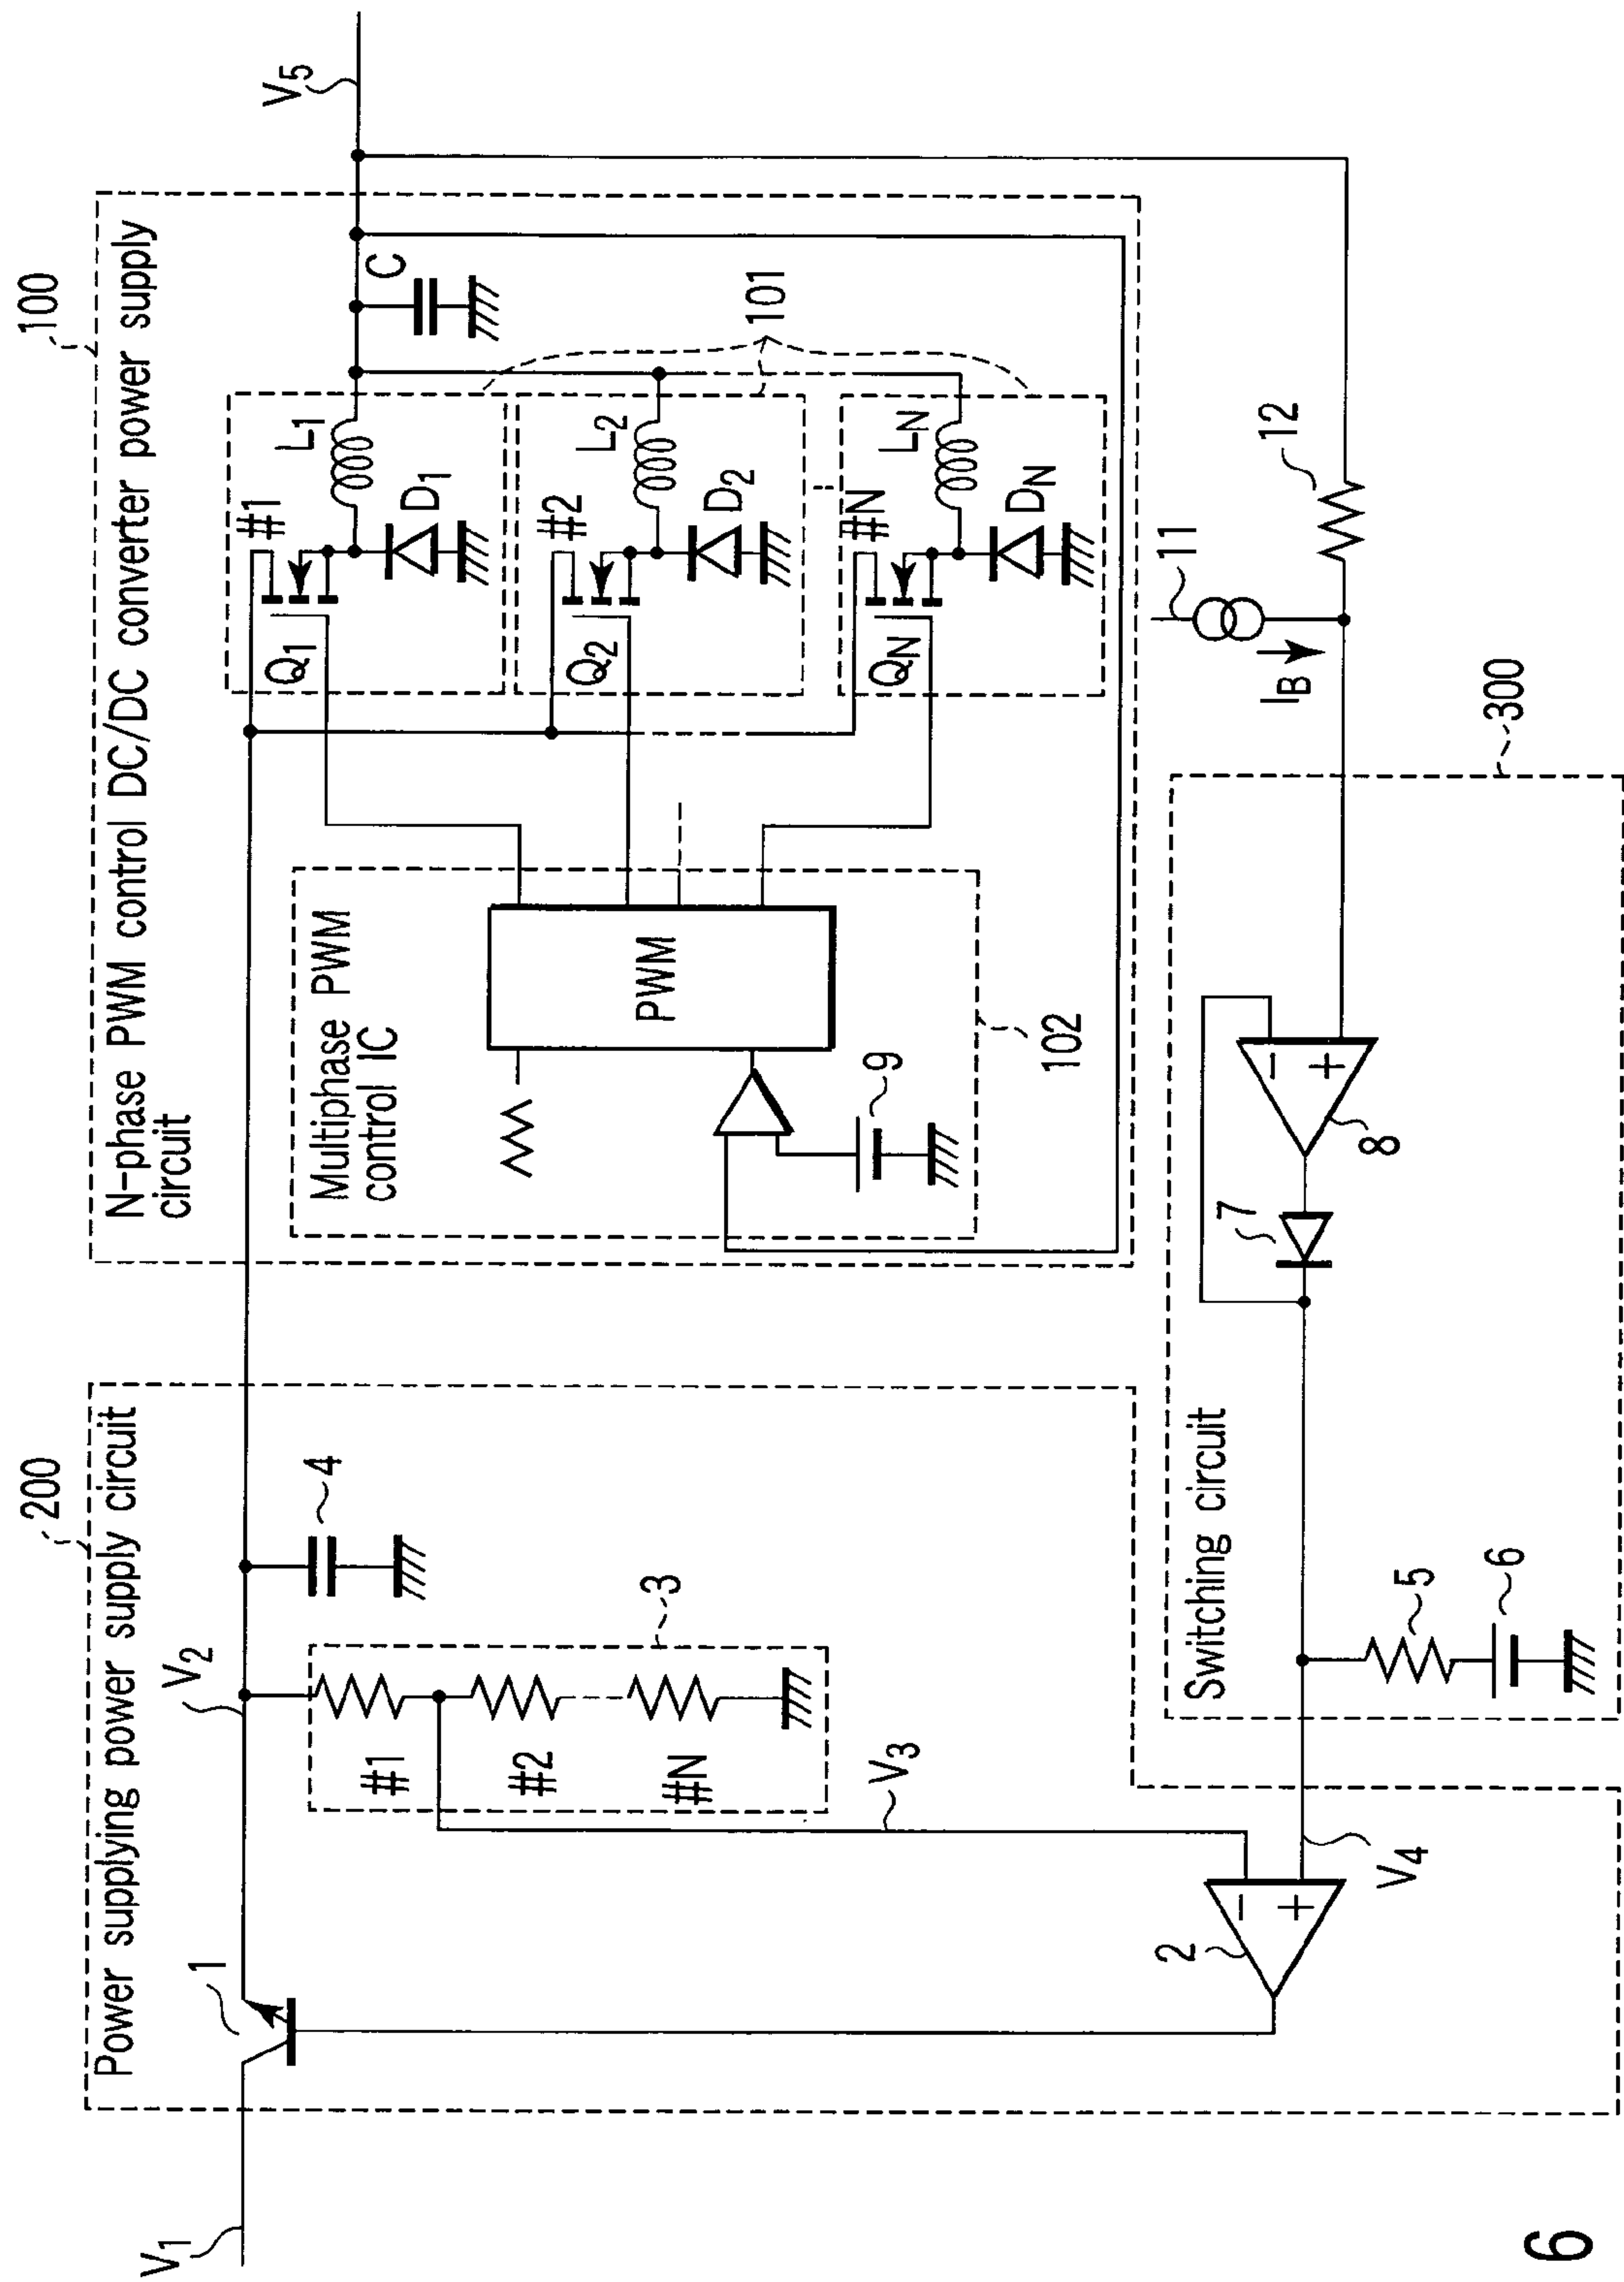 100
N-phase PWM control DC/DC converter power supply
circuit
V5
C
101
#1
L1
Q1
D1
#2
L2
Q2
D2
#N
LN
QN
DN
Multiphase PWM
control IC
PWM
9
102
200
Power supplying power supply circuit
V1
1
V2
4
3
#1
#2
#N
V3
2
−
+
V4
300
Switching circuit
5
6
7
8
−
+
11
IB
12
6